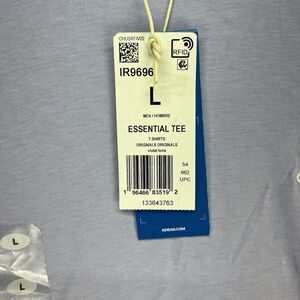 CHUSRFIV02
RFID
IR9696
L
MEN / HOMBRE
ESSENTIAL TEE
T-SHIRTS
ORIGINALS ORIGINALS
violet tone
54
662
UPC
1 96466 83519 2
133643763
ADIDAS.COM
L
L